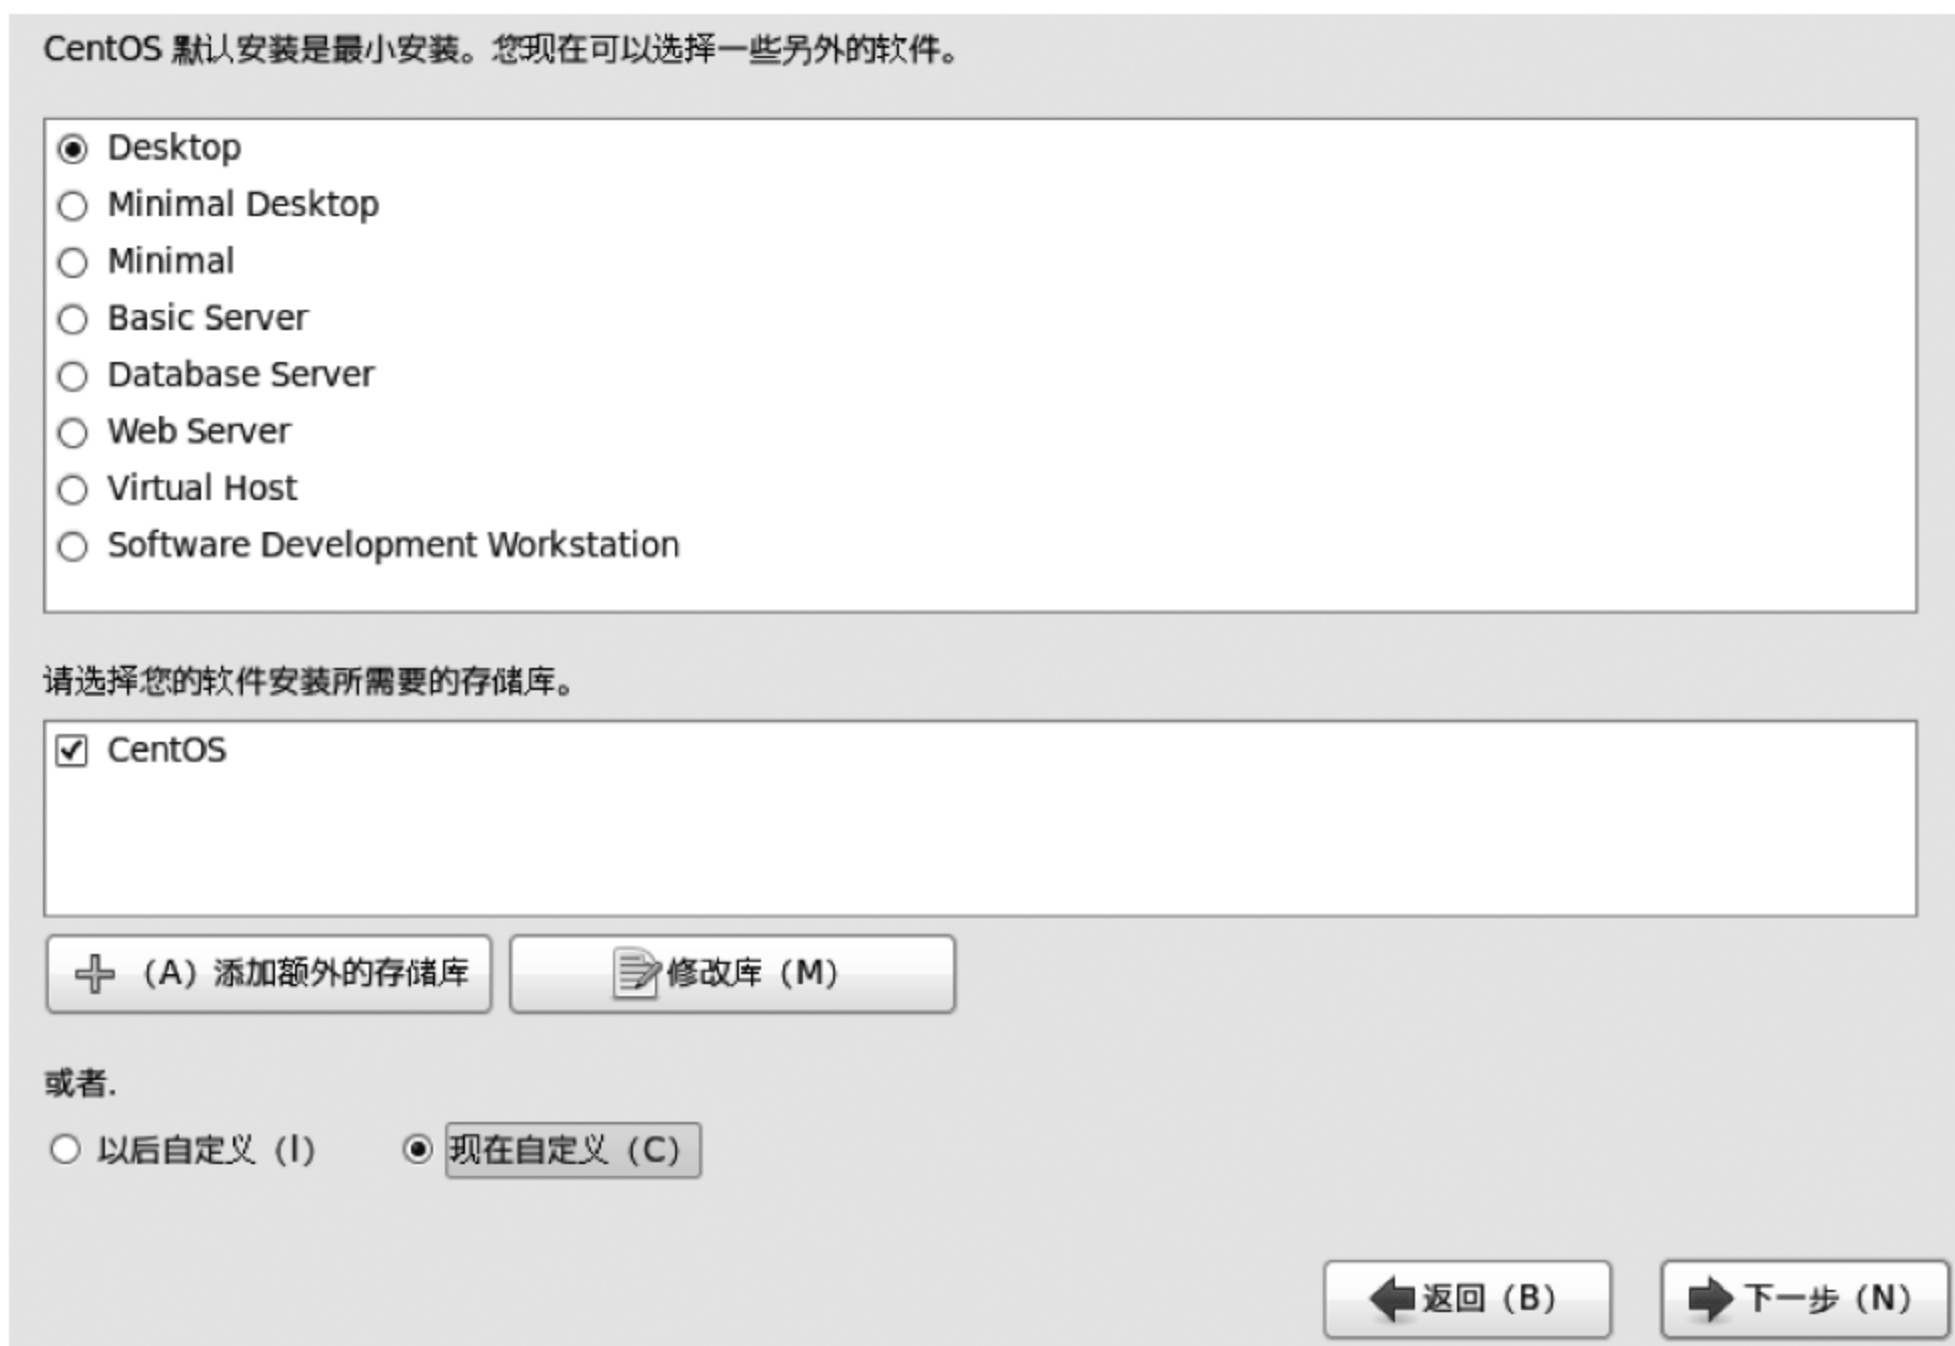 CentOS 默认安装是最小安装。您现在可以选择一些另外的软件。
Desktop
Minimal Desktop
Minimal
Basic Server
Database Server
Web Server
Virtual Host
Software Development Workstation
请选择您的软件安装所需要的存储库。
CentOS
（A）添加额外的存储库 修改库（M）
或者.
以后自定义（l） 现在自定义（C）
返回（B） 下一步（N）